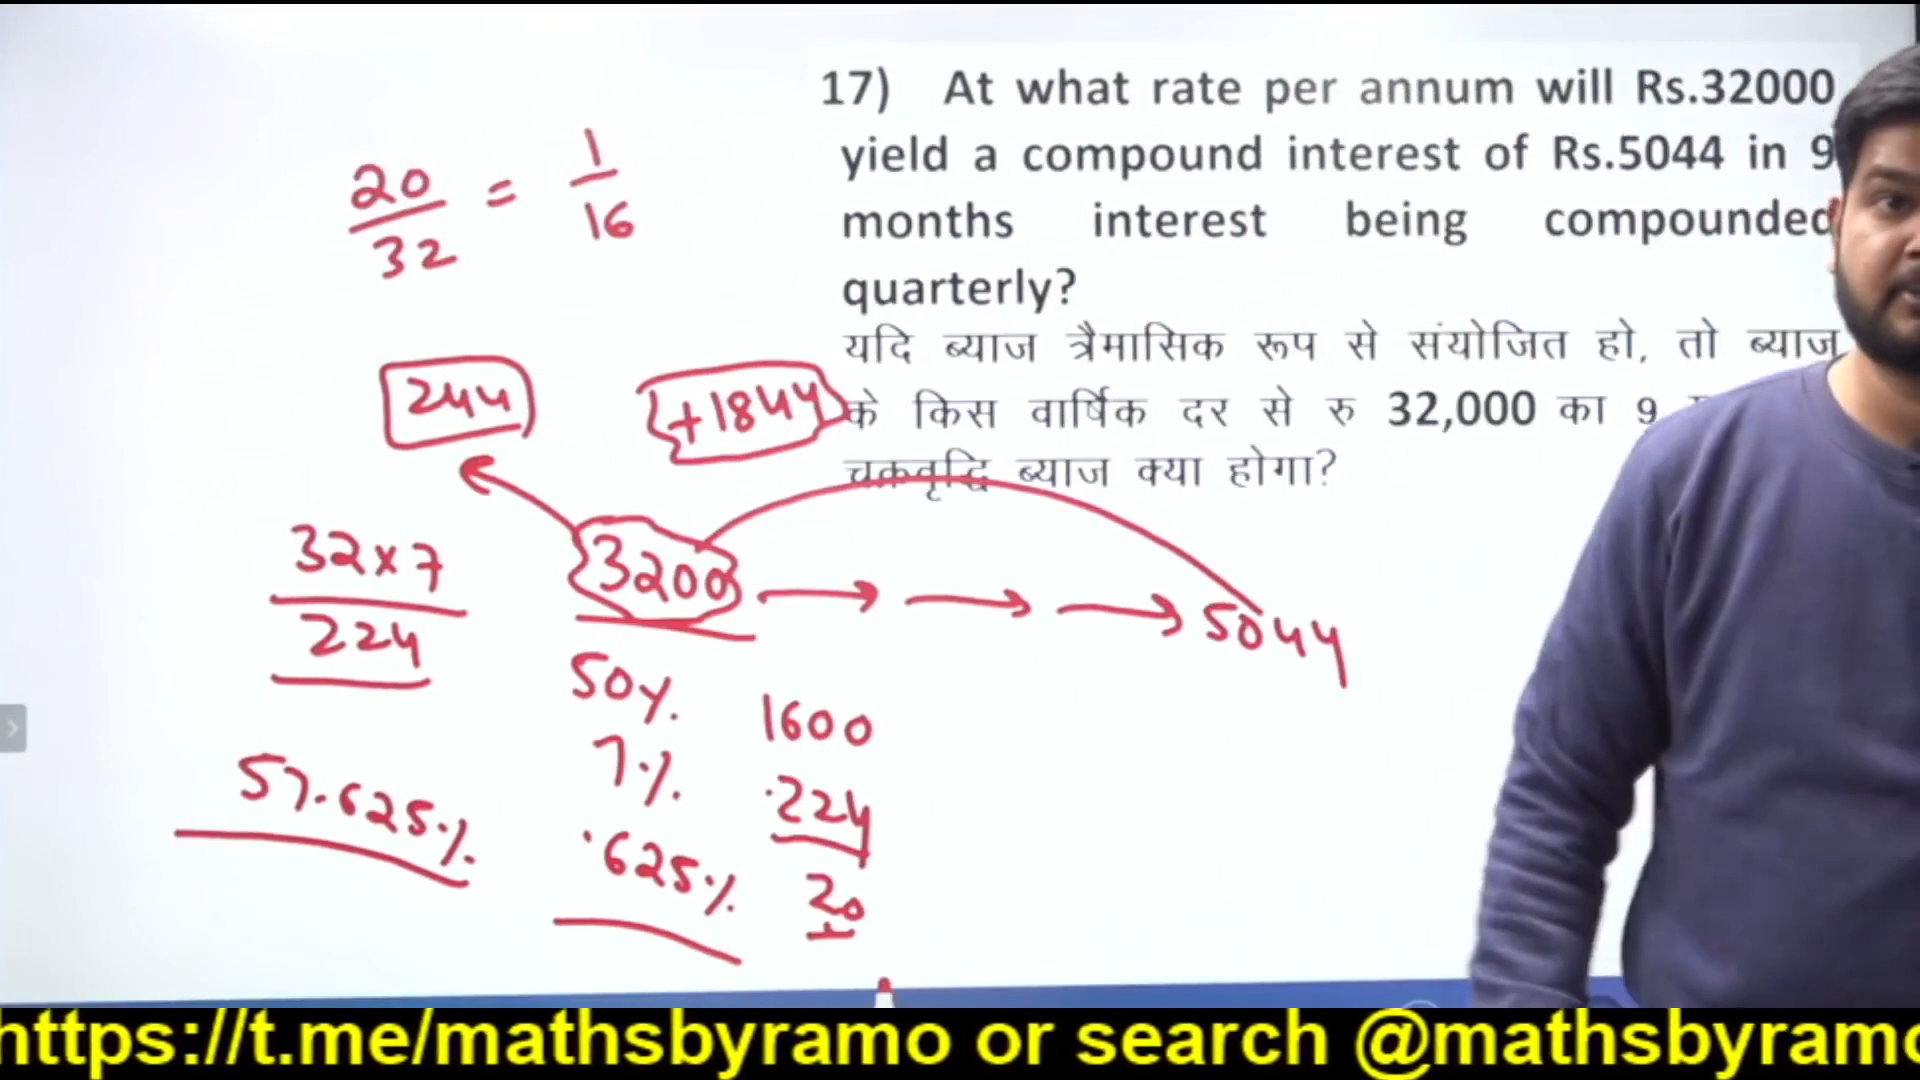 17) At what rate per annum will Rs.32000
yield a compound interest of Rs.5044 in 9
months interest being compounded
quarterly?
यदि ब्याज त्रैमासिक रूप से संयोजित हो, तो ब्याज
के किस वार्षिक दर से रु 32,000 का 9
चक्रवृद्धि ब्याज क्या होगा?
20/32 = 1/16
244
+1844
32x7
224
3200 → → → 5044
50%. 1600
7.% .224
.625.% 20
57.625.%
https://t.me/mathsbyramo or search @mathsbyramo